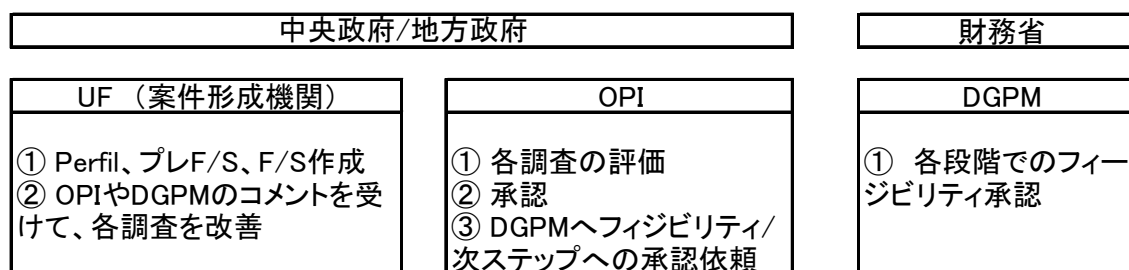 中央政府/地方政府
財務省
UF （案件形成機関）
① Perfil、プレF/S、F/S作成
② OPIやDGPMのコメントを受
けて、各調査を改善
OPI
① 各調査の評価
② 承認
③ DGPMへフィジビリティ/
次ステップへの承認依頼
DGPM
①　各段階でのフィー
ジビリティ承認